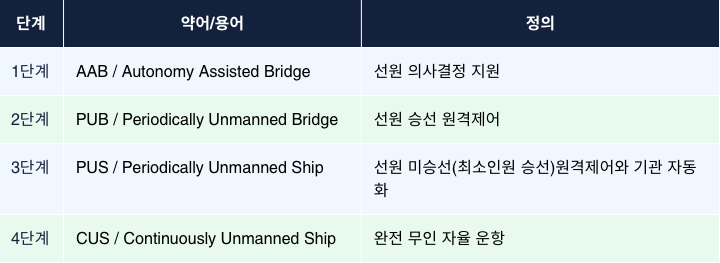 단계 약어/용어 정의
1단계 AAB / Autonomy Assisted Bridge 선원 의사결정 지원
2단계 PUB / Periodically Unmanned Bridge 선원 승선 원격제어
3단계 PUS / Periodically Unmanned Ship 선원 미승선(최소인원 승선)원격제어와 기관 자동
화
4단계 CUS / Continuously Unmanned Ship 완전 무인 자율 운항